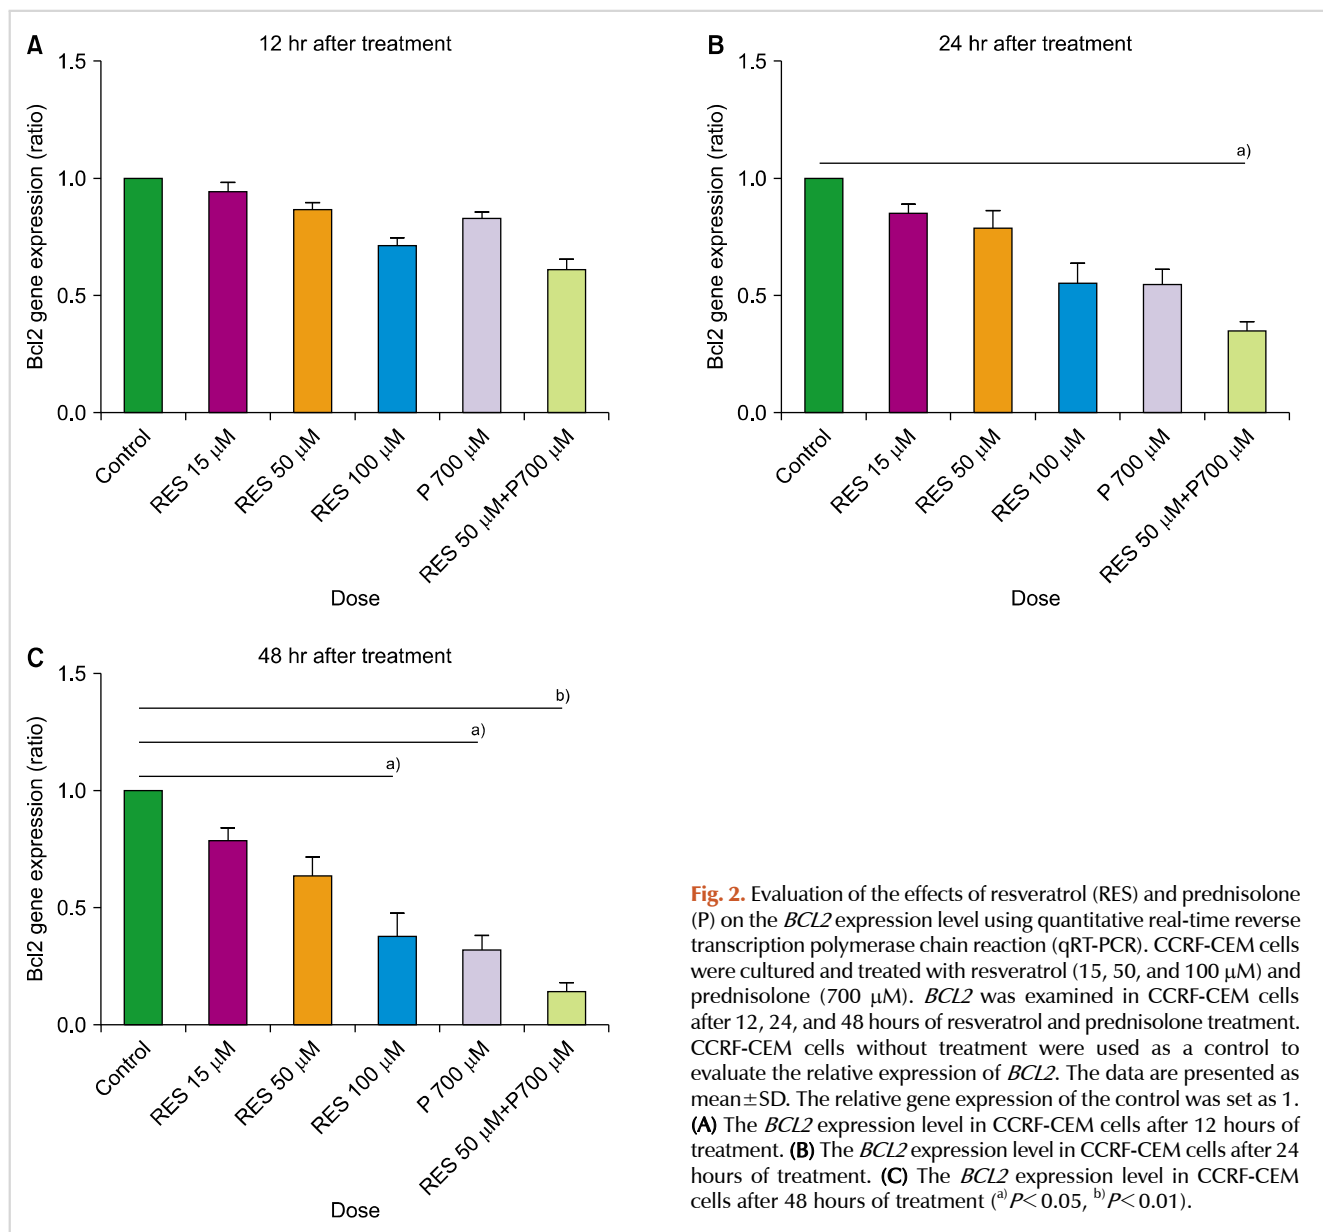 A
12 hr after treatment
Bcl2 gene expression (ratio)
1.5
1.0
0.5
0.0
Control
RES 15 μM
RES 50 μM
RES 100 μM
P 700 μM
RES 50 μM+P700 μM
Dose
B
24 hr after treatment
Bcl2 gene expression (ratio)
1.5
1.0
0.5
0.0
a)
Control
RES 15 μM
RES 50 μM
RES 100 μM
P 700 μM
RES 50 μM+P700 μM
Dose
C
48 hr after treatment
Bcl2 gene expression (ratio)
1.5
1.0
0.5
0.0
b)
a)
a)
Control
RES 15 μM
RES 50 μM
RES 100 μM
P 700 μM
RES 50 μM+P700 μM
Dose
Fig. 2. Evaluation of the effects of resveratrol (RES) and prednisolone
(P) on the BCL2 expression level using quantitative real-time reverse
transcription polymerase chain reaction (qRT-PCR). CCRF-CEM cells
were cultured and treated with resveratrol (15, 50, and 100 μM) and
prednisolone (700 μM). BCL2 was examined in CCRF-CEM cells
after 12, 24, and 48 hours of resveratrol and prednisolone treatment.
CCRF-CEM cells without treatment were used as a control to
evaluate the relative expression of BCL2. The data are presented as
mean±SD. The relative gene expression of the control was set as 1.
(A) The BCL2 expression level in CCRF-CEM cells after 12 hours of
treatment. (B) The BCL2 expression level in CCRF-CEM cells after 24
hours of treatment. (C) The BCL2 expression level in CCRF-CEM
cells after 48 hours of treatment (a)P<0.05, b)P<0.01).